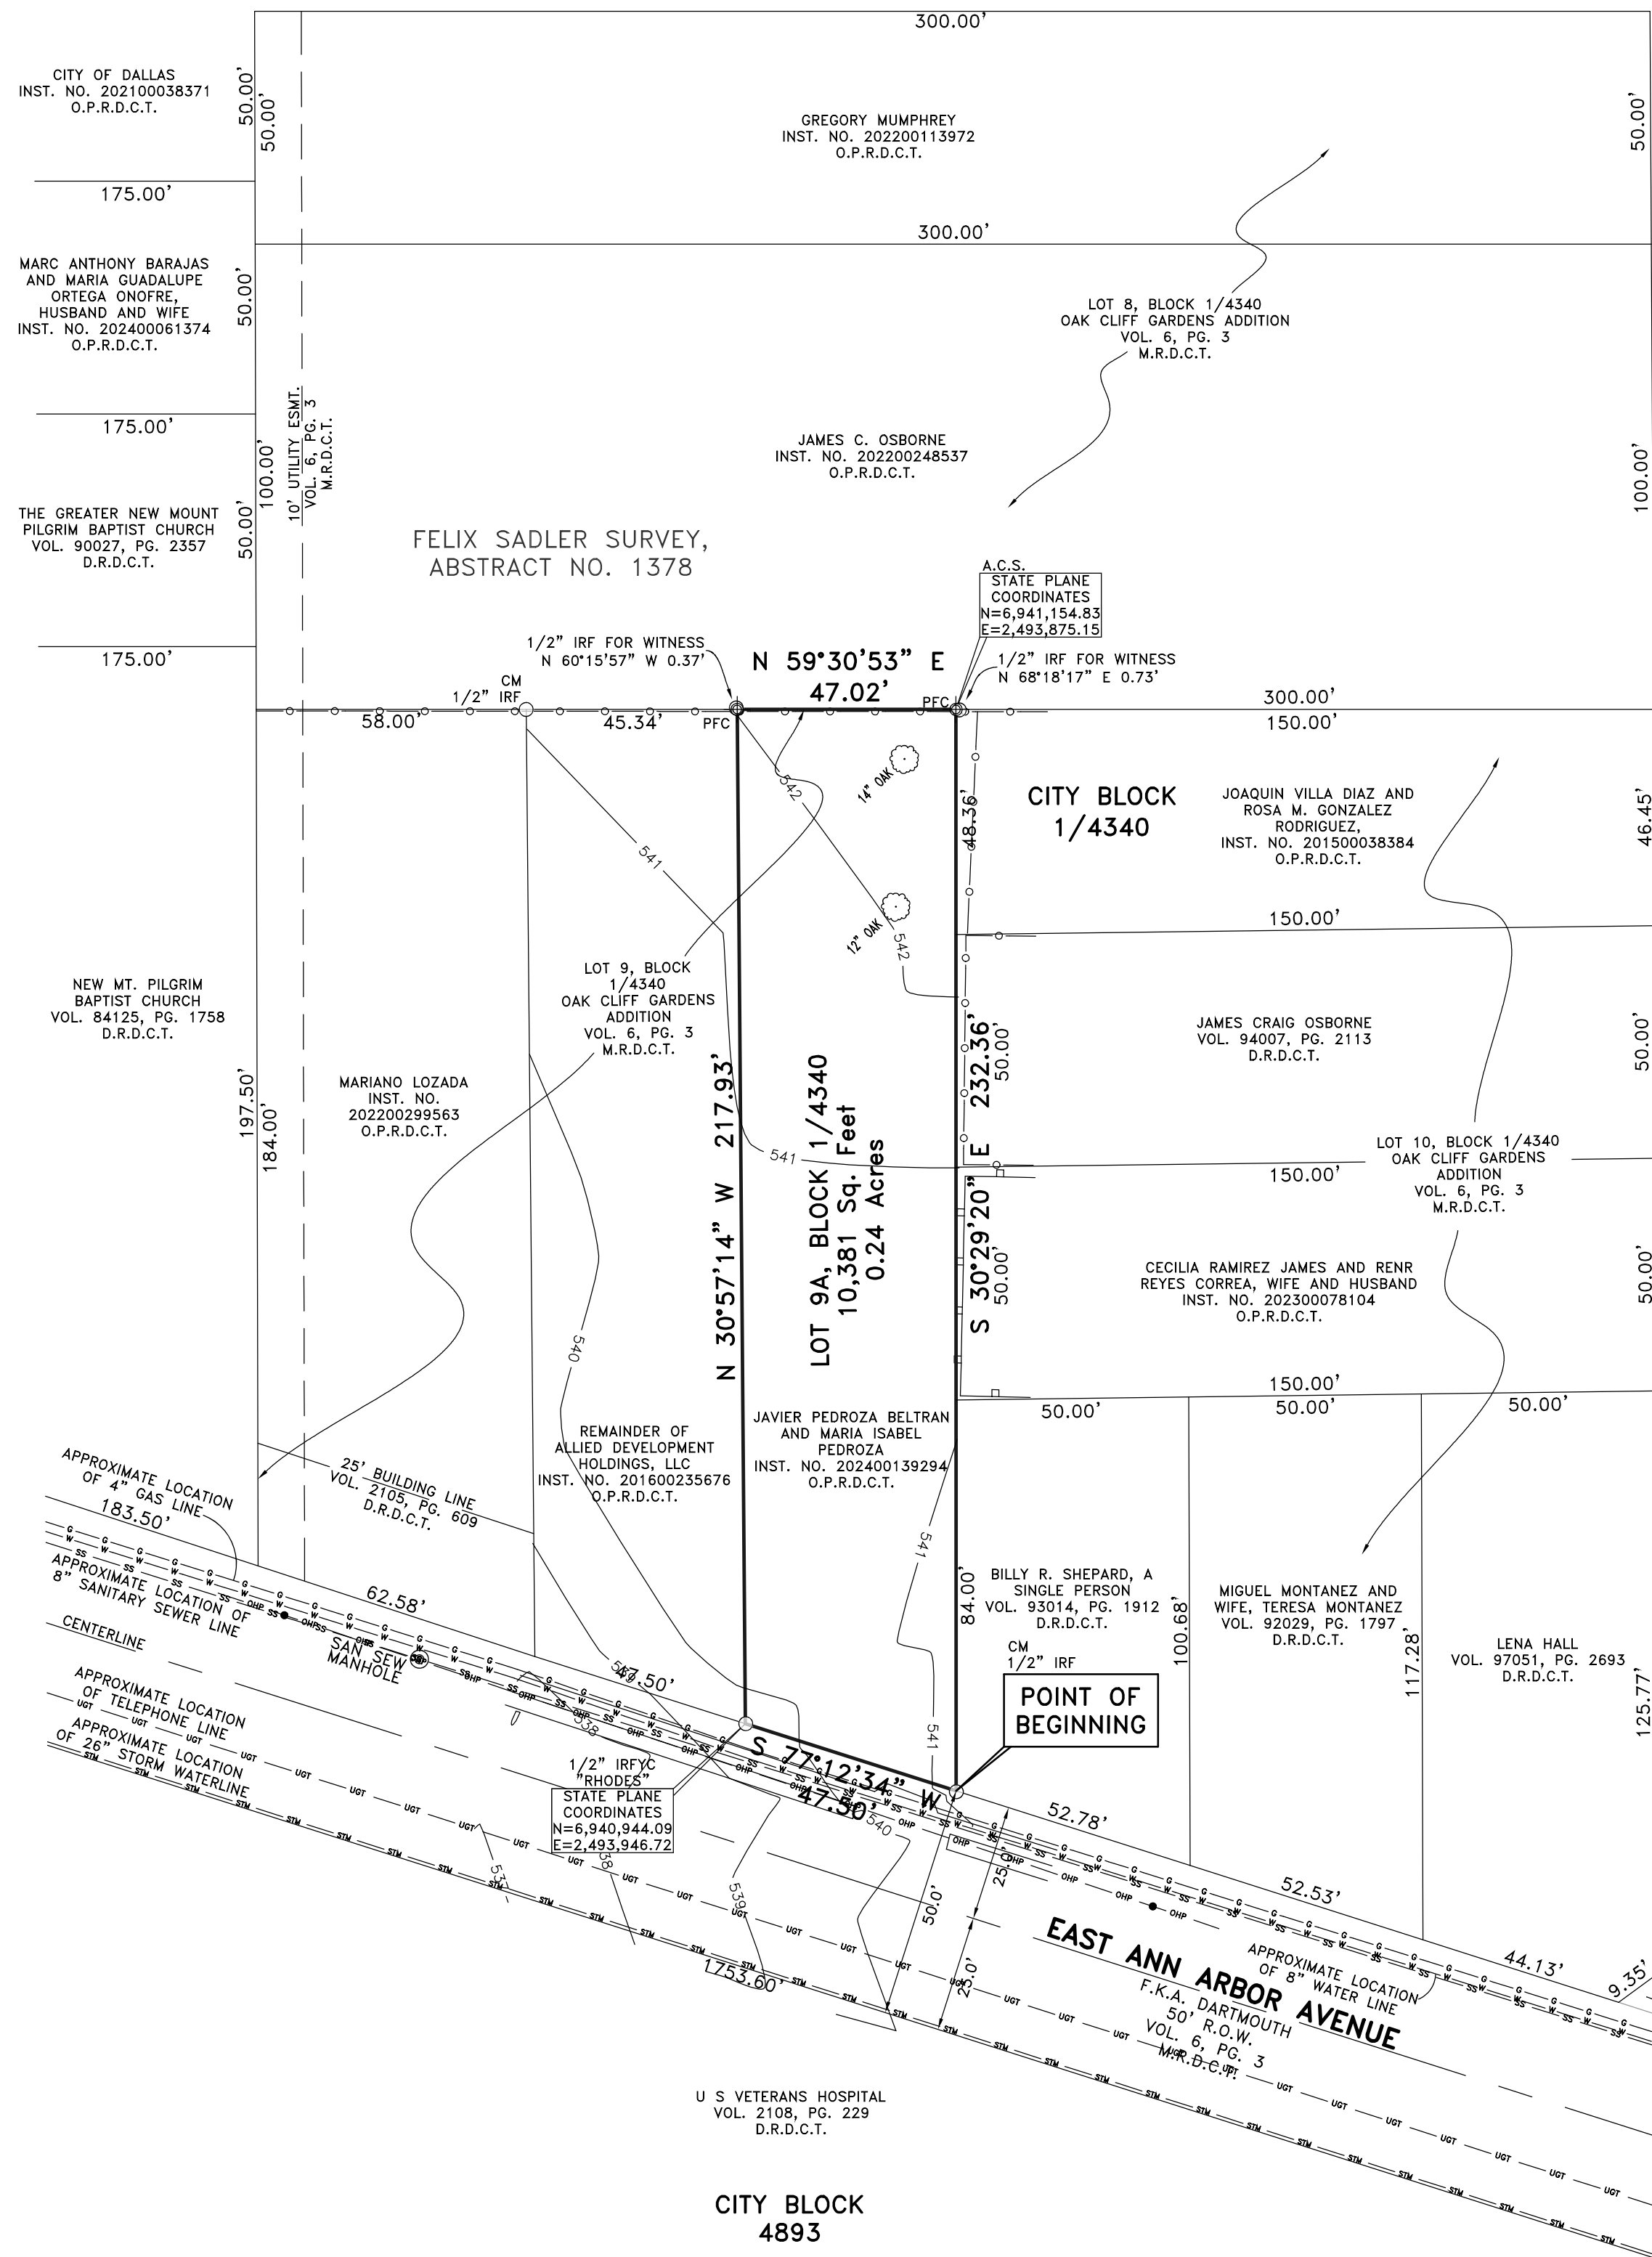 300.00'
CITY OF DALLAS
INST. NO. 202100038371
O.P.R.D.C.T.
50.00'
50.00'
GREGORY MUMPHREY
INST. NO. 202200113972
O.P.R.D.C.T.
50.00'
175.00'
300.00'
MARC ANTHONY BARAJAS
AND MARIA GUADALUPE
ORTEGA ONOFRE,
HUSBAND AND WIFE
INST. NO. 202400061374
O.P.R.D.C.T.
50.00'
LOT 8, BLOCK 1/4340
OAK CLIFF GARDENS ADDITION
VOL. 6, PG. 3
M.R.D.C.T.
175.00'
10' UTILITY ESMT.
VOL. 6, PG. 3
M.R.D.C.T.
100.00'
JAMES C. OSBORNE
INST. NO. 202200248537
O.P.R.D.C.T.
100.00'
THE GREATER NEW MOUNT
PILGRIM BAPTIST CHURCH
VOL. 90027, PG. 2357
D.R.D.C.T.
50.00'
FELIX SADLER SURVEY,
ABSTRACT NO. 1378
A.C.S.
STATE PLANE
COORDINATES
N=6,941,154.83
E=2,493,875.15
175.00'
1/2" IRF FOR WITNESS
N 60°15'57" W 0.37'
N 59°30'53" E
47.02'
1/2" IRF FOR WITNESS
N 68°18'17" E 0.73'
CM
1/2" IRF
58.00'
45.34'
PFC
PFC
300.00'
150.00'
542
14" OAK
48.36'
CITY BLOCK
1/4340
JOAQUIN VILLA DIAZ AND
ROSA M. GONZALEZ
RODRIGUEZ,
INST. NO. 201500038384
O.P.R.D.C.T.
46.45'
541
12" OAK
542
150.00'
NEW MT. PILGRIM
BAPTIST CHURCH
VOL. 84125, PG. 1758
D.R.D.C.T.
LOT 9, BLOCK
1/4340
OAK CLIFF GARDENS
ADDITION
VOL. 6, PG. 3
M.R.D.C.T.
JAMES CRAIG OSBORNE
VOL. 94007, PG. 2113
D.R.D.C.T.
50.00'
50.00'
197.50'
184.00'
MARIANO LOZADA
INST. NO.
202200299563
O.P.R.D.C.T.
N 30°57'14" W 217.93'
LOT 9A, BLOCK 1/4340
10,381 Sq. Feet
0.24 Acres
S 30°29'20" E 232.36'
541
150.00'
LOT 10, BLOCK 1/4340
OAK CLIFF GARDENS
ADDITION
VOL. 6, PG. 3
M.R.D.C.T.
50.00'
CECILIA RAMIREZ JAMES AND RENR
REYES CORREA, WIFE AND HUSBAND
INST. NO. 202300078104
O.P.R.D.C.T.
50.00'
540
150.00'
50.00'
50.00'
50.00'
REMAINDER OF
ALLIED DEVELOPMENT
HOLDINGS, LLC
INST. NO. 201600235676
O.P.R.D.C.T.
JAVIER PEDROZA BELTRAN
AND MARIA ISABEL
PEDROZA
INST. NO. 202400139294
O.P.R.D.C.T.
APPROXIMATE LOCATION
OF 4" GAS LINE
183.50'
25' BUILDING LINE
VOL. 2105, PG. 609
D.R.D.C.T.
541
84.00'
BILLY R. SHEPARD, A
SINGLE PERSON
VOL. 93014, PG. 1912
D.R.D.C.T.
100.68'
MIGUEL MONTANEZ AND
WIFE, TERESA MONTANEZ
VOL. 92029, PG. 1797
D.R.D.C.T.
117.28'
LENA HALL
VOL. 97051, PG. 2693
D.R.D.C.T.
125.77'
APPROXIMATE LOCATION OF
8" SANITARY SEWER LINE
62.58'
CENTERLINE
SAN SEW
MANHOLE
47.50'
CM
1/2" IRF
POINT OF
BEGINNING
APPROXIMATE LOCATION
OF TELEPHONE LINE
APPROXIMATE LOCATION
OF 26" STORM WATERLINE
538
541
1/2" IRFYC
"RHODES"
STATE PLANE
COORDINATES
N=6,940,944.09
E=2,493,946.72
S 77°12'34" W
47.50'
540
52.78'
25.0'
50.0'
25.0'
539
52.53'
44.13'
9.35'
1753.60'
EAST ANN ARBOR AVENUE
F.K.A. DARTMOUTH
50' R.O.W.
VOL. 6, PG. 3
M.R.D.C.T.
APPROXIMATE LOCATION
OF 8" WATER LINE
G
W
SS
OHP
UGT
STM
U S VETERANS HOSPITAL
VOL. 2108, PG. 229
D.R.D.C.T.
CITY BLOCK
4893